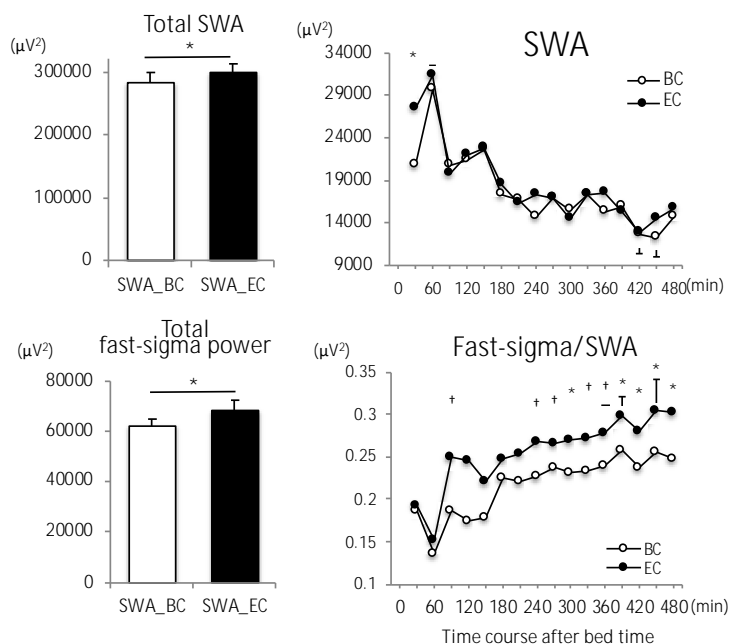 Total SWA
(μV²)
*
300000
200000
100000
0
SWA_BC
SWA_EC
SWA
(μV²)
*
34000
29000
24000
19000
14000
9000
BC
EC
0 60 120 180 240 300 360 420 480 (min)
Total
fast-sigma power
(μV²)
*
80000
60000
40000
20000
0
SWA_BC
SWA_EC
Fast-sigma/SWA
(μV²)
† † † * † † * * * *
0.35
0.3
0.25
0.2
0.15
0.1
BC
EC
0 60 120 180 240 300 360 420 480 (min)
Time course after bed time